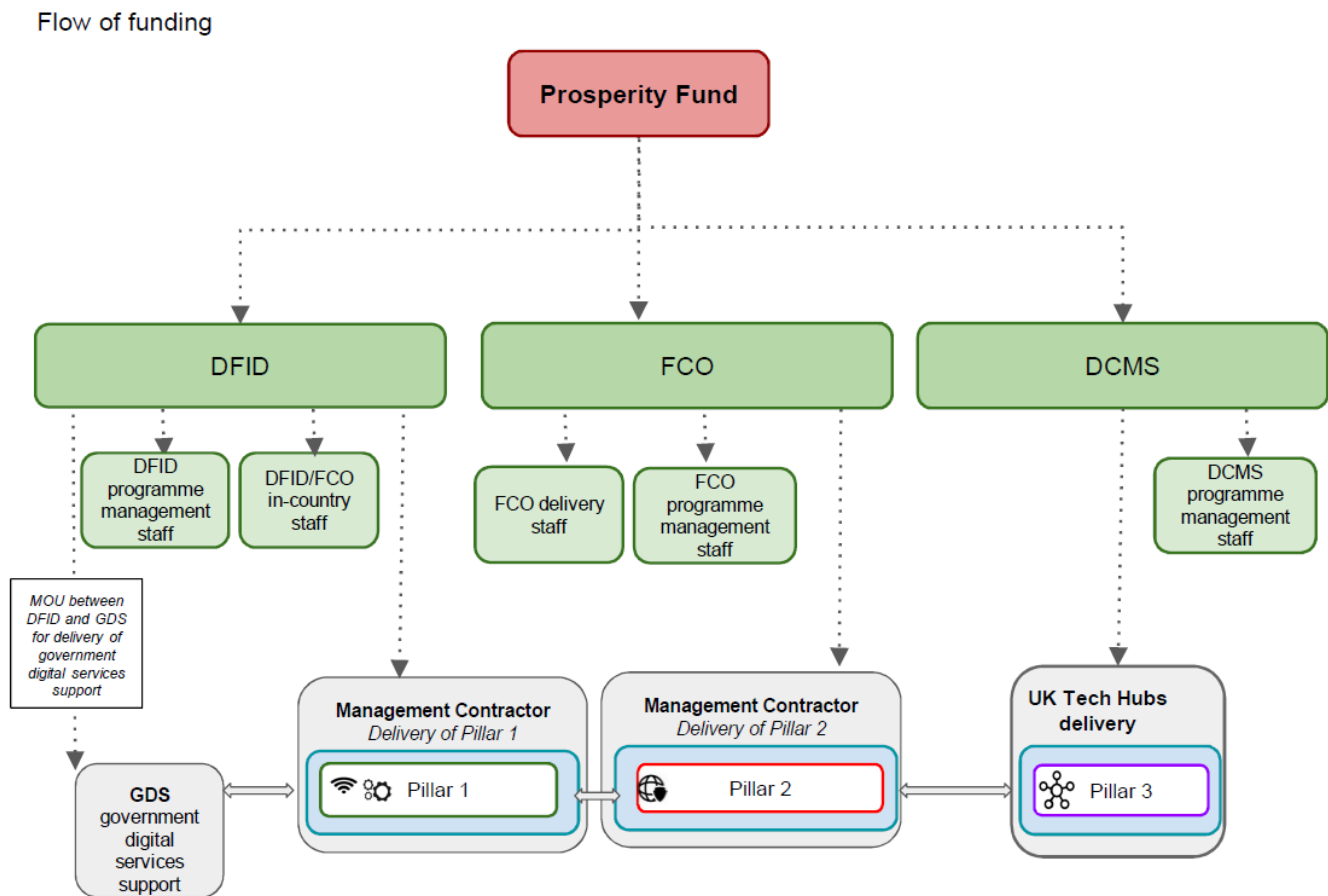 Flow of funding
Prosperity Fund
DFID
FCO
DCMS
DFID
programme
management
staff
DFID/FCO
in-country
staff
FCO delivery
staff
FCO
programme
management
staff
DCMS
programme
management
staff
MOU between
DFID and GDS
for delivery of
government
digital services
support
Management Contractor
Delivery of Pillar 1
Pillar 1
Management Contractor
Delivery of Pillar 2
Pillar 2
UK Tech Hubs
delivery
Pillar 3
GDS
government
digital
services
support